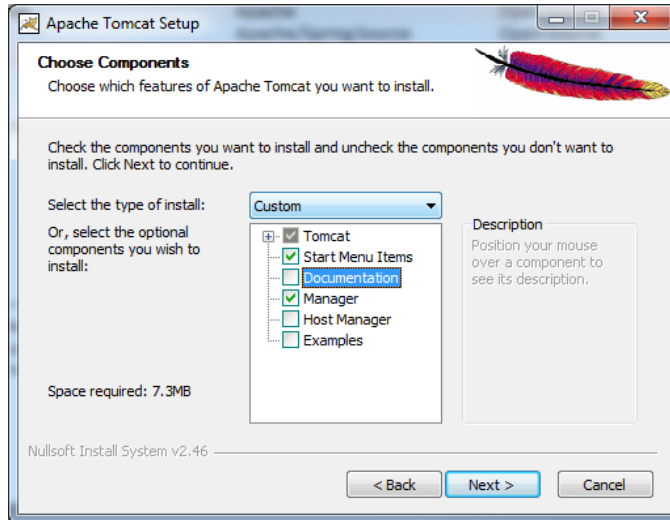 Apache Tomcat Setup
Choose Components
Choose which features of Apache Tomcat you want to install.
Check the components you want to install and uncheck the components you don't want to
install. Click Next to continue.
Select the type of install:
Custom
Or, select the optional
components you wish to
install:
Tomcat
Start Menu Items
Documentation
Manager
Host Manager
Examples
Description
Position your mouse
over a component to
see its description.
Space required: 7.3MB
Nullsoft Install System v2.46
< Back
Next >
Cancel